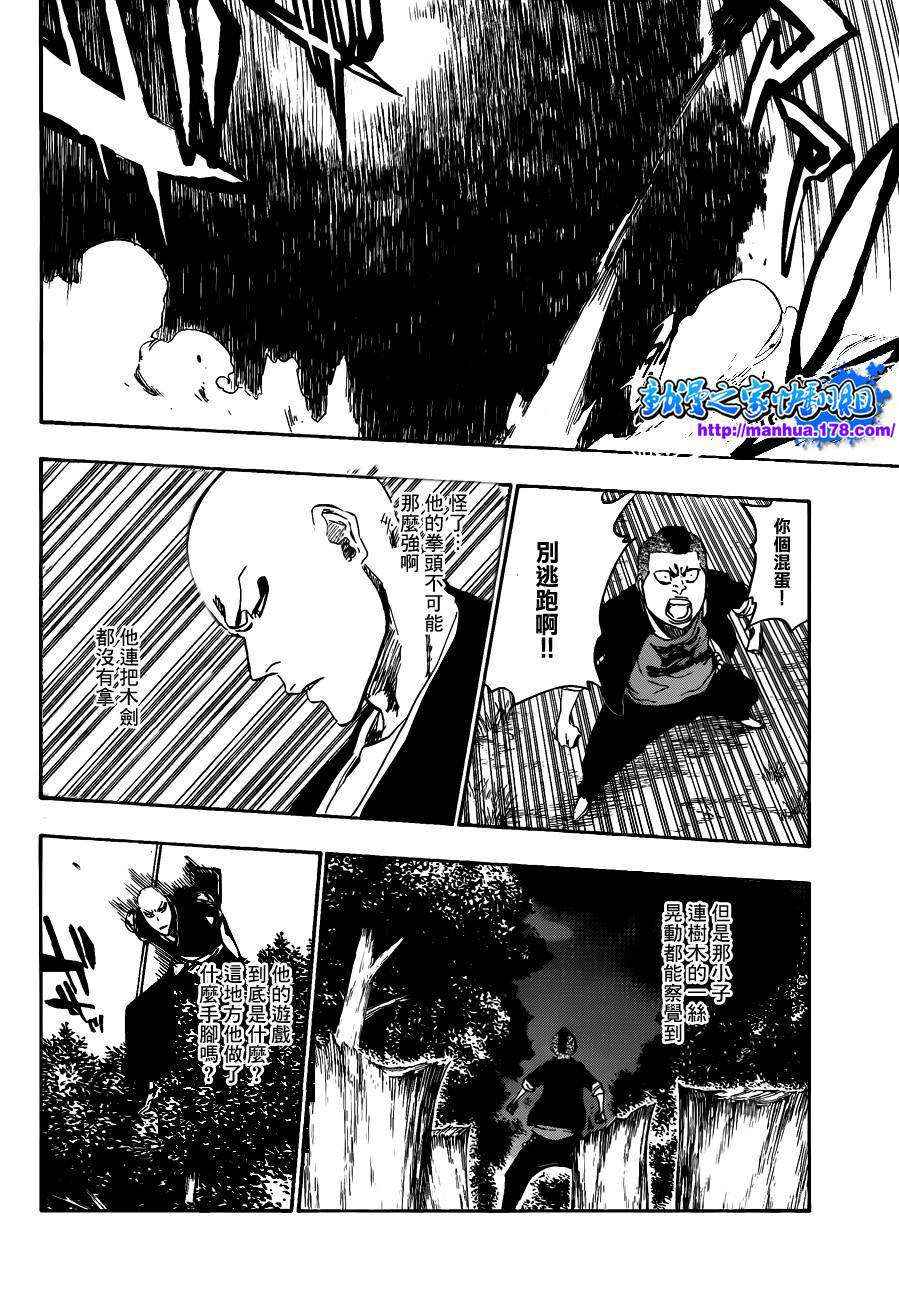 動漫之家快翻組
http://manhua.178.com/
你個混蛋!
別逃跑啊!!
怪了…
他的拳頭不可能
那麼強啊
他連把木劍
都沒有拿
但是那小子
連樹木的一絲
晃動都能察覺到
他的遊戲
到底是什麼?
這地方他做了
什麼手腳嗎?